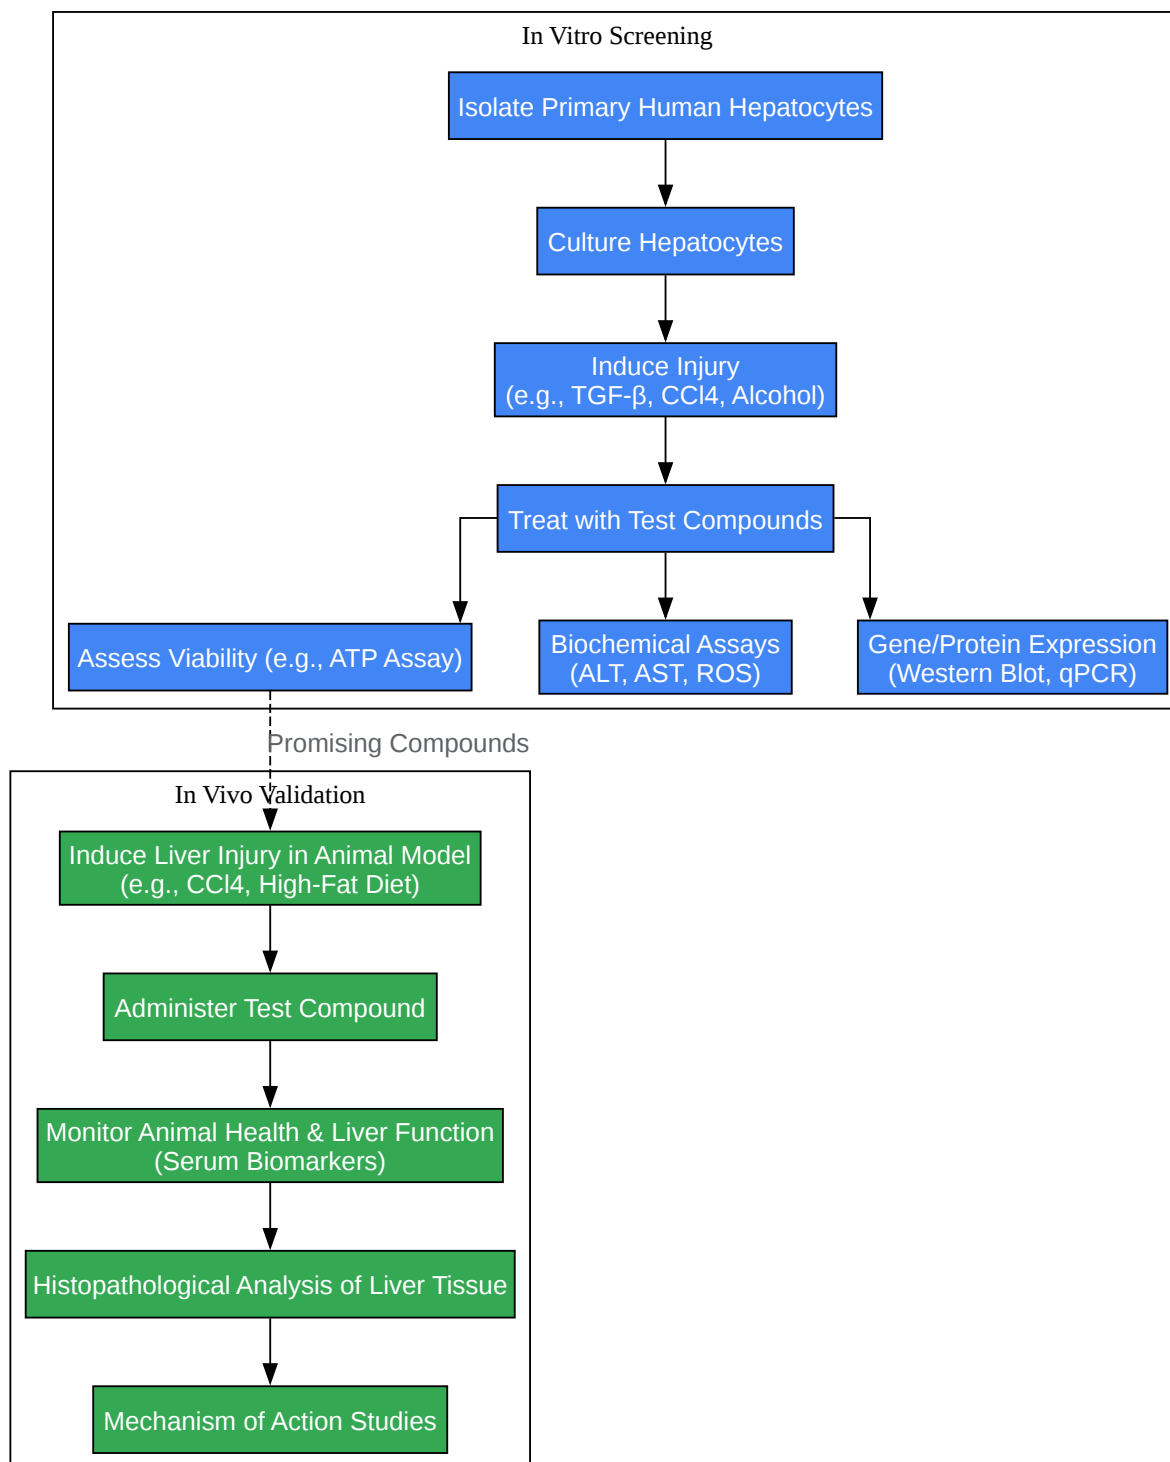 In Vitro Screening
Isolate Primary Human Hepatocytes
Culture Hepatocytes
Induce Injury
(e.g., TGF-β, CCl4, Alcohol)
Treat with Test Compounds
Assess Viability (e.g., ATP Assay)
Biochemical Assays
(ALT, AST, ROS)
Gene/Protein Expression
(Western Blot, qPCR)
Promising Compounds
In Vivo Validation
Induce Liver Injury in Animal Model
(e.g., CCl4, High-Fat Diet)
Administer Test Compound
Monitor Animal Health & Liver Function
(Serum Biomarkers)
Histopathological Analysis of Liver Tissue
Mechanism of Action Studies